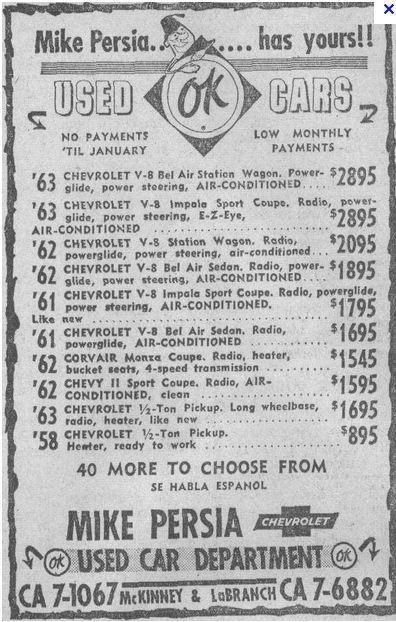 Mike Persia........ has yours!!
OK
USED CARS
NO PAYMENTS LOW MONTHLY
'TIL JANUARY PAYMENTS
'63 CHEVROLET V-8 Bel Air Station Wagon. Power-
glide, power steering, AIR-CONDITIONED.... $2895
'63 CHEVROLET V-8 Impala Sport Coupe. Radio, power-
glide, power steering, E-Z-Eye,
AIR-CONDITIONED .................... $2895
'62 CHEVROLET V-8 Station Wagon. Radio,
powerglide, power steering, air-conditioned... $2095
'62 CHEVROLET V-8 Bel Air Sedan. Radio, power-
glide, power steering, AIR-CONDITIONED.... $1895
'61 CHEVROLET V-8 Impala Sport Coupe. Radio, powerglide,
power steering, AIR-CONDITIONED.
Like new .................... $1795
'61 CHEVROLET V-8 Bel Air Sedan. Radio,
powerglide, AIR-CONDITIONED .......... $1695
'62 CORVAIR Monza Coupe. Radio, heater,
bucket seats, 4-speed transmission ......... $1545
'62 CHEVY II Sport Coupe. Radio, AIR-
CONDITIONED, clean .................. $1595
'63 CHEVROLET ½-Ton Pickup. Long wheelbase,
radio, heater, like new ................ $1695
'58 CHEVROLET ½-Ton Pickup.
Heater, ready to work ................. $895
40 MORE TO CHOOSE FROM
SE HABLA ESPANOL
MIKE PERSIA CHEVROLET
OK USED CAR DEPARTMENT OK
CA 7-1067 McKINNEY & LaBRANCH CA 7-6882